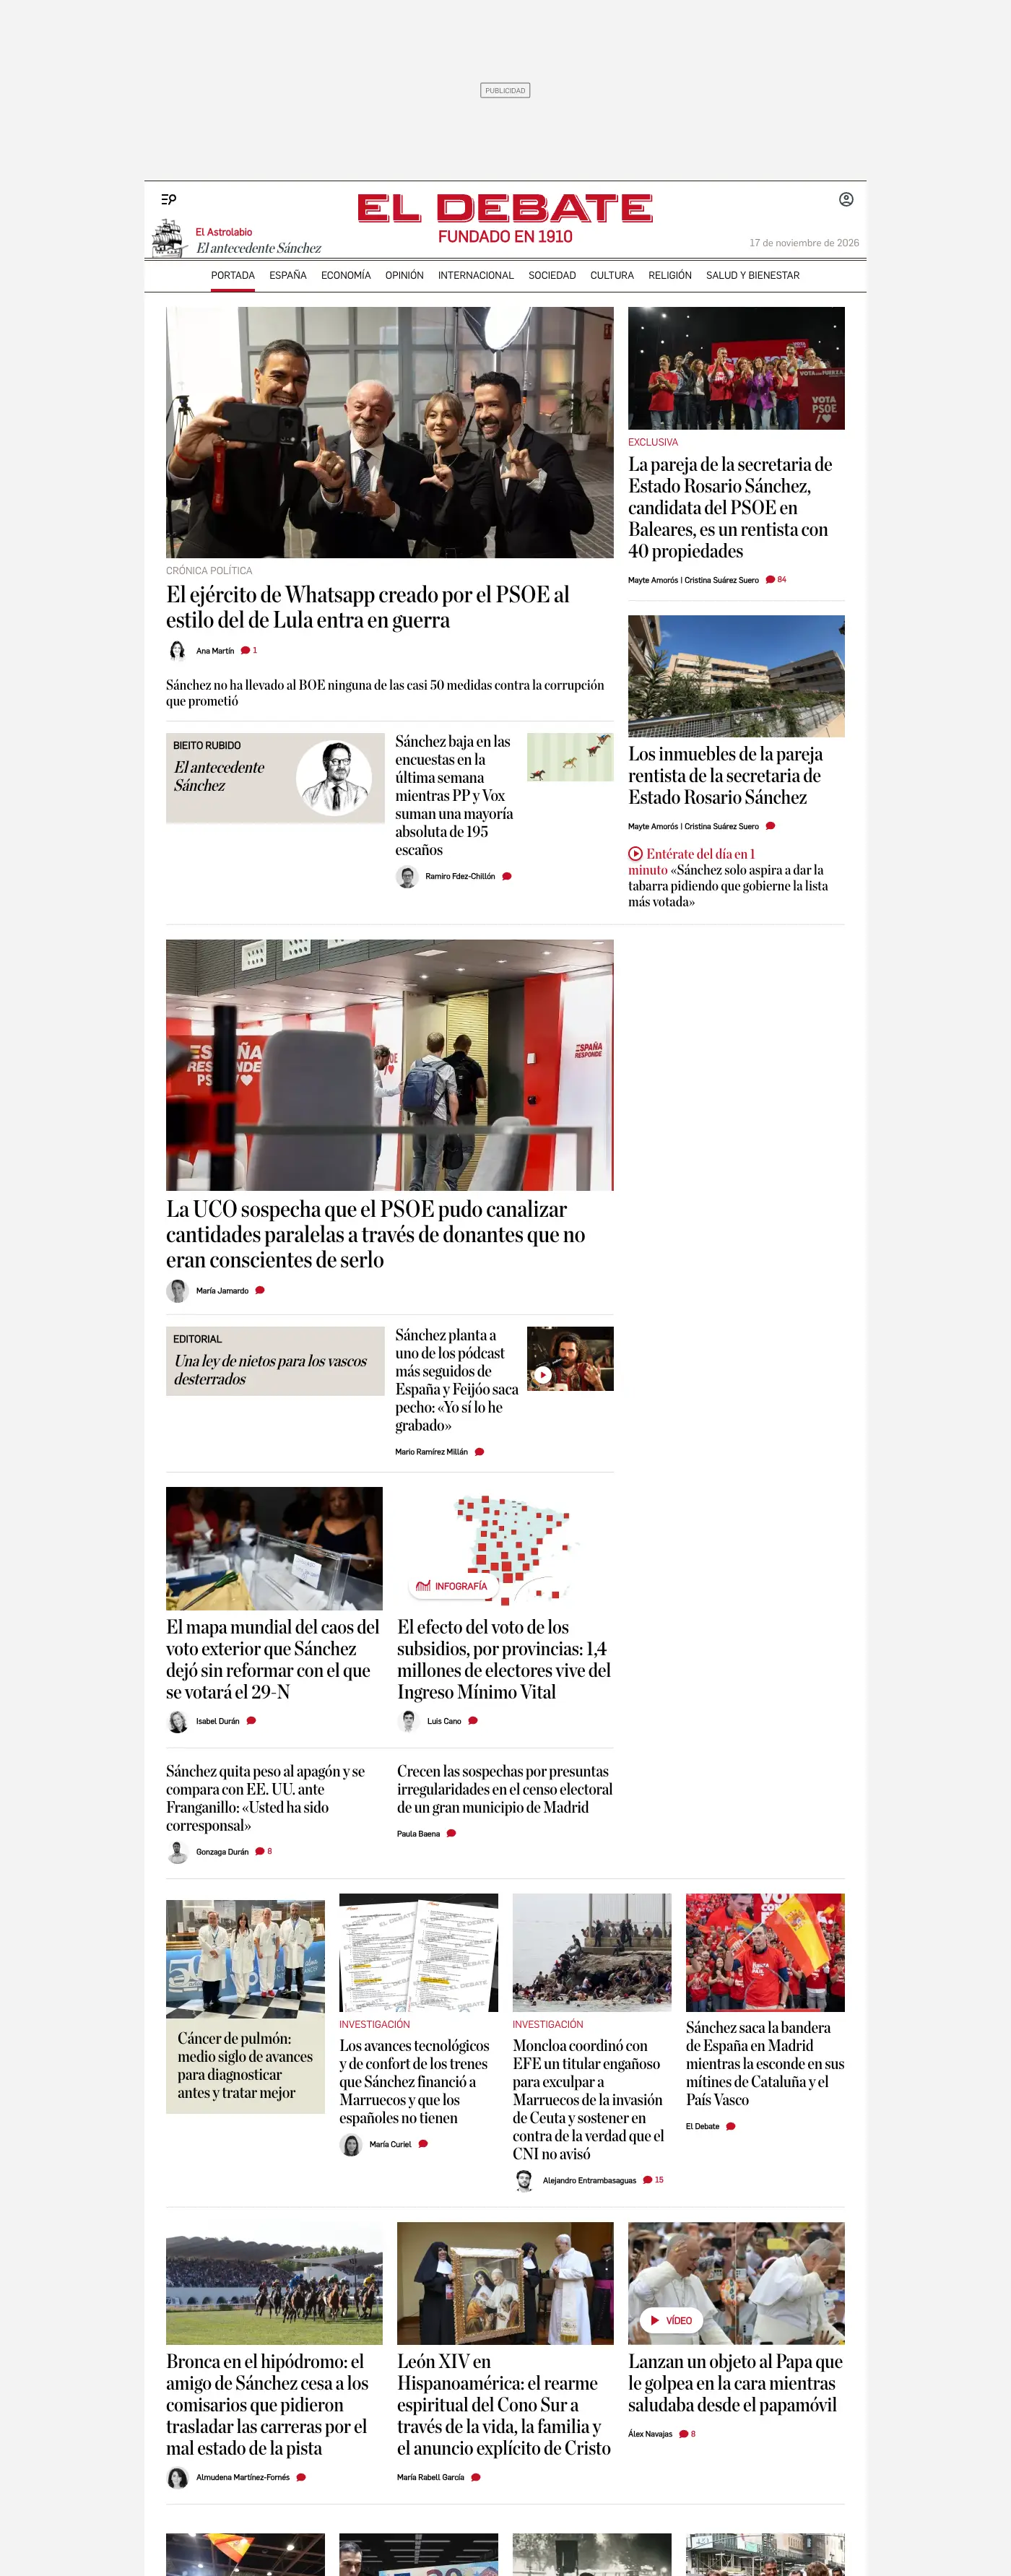 PUBLICIDAD
EL DEBATE
FUNDADO EN 1910
El Astrolabio
El antecedente Sánchez
17 de noviembre de 2026
PORTADA ESPAÑA ECONOMÍA OPINIÓN INTERNACIONAL SOCIEDAD CULTURA RELIGIÓN SALUD Y BIENESTAR
CRÓNICA POLÍTICA
El ejército de Whatsapp creado por el PSOE al
estilo del de Lula entra en guerra
Ana Martín 1
Sánchez no ha llevado al BOE ninguna de las casi 50 medidas contra la corrupción
que prometió
BIEITO RUBIDO
El antecedente
Sánchez
Sánchez baja en las
encuestas en la
última semana
mientras PP y Vox
suman una mayoría
absoluta de 195
escaños
Ramiro Fdez-Chillón
VOTA
PSOE
EXCLUSIVA
La pareja de la secretaria de
Estado Rosario Sánchez,
candidata del PSOE en
Baleares, es un rentista con
40 propiedades
Mayte Amorós | Cristina Suárez Suero 84
Los inmuebles de la pareja
rentista de la secretaria de
Estado Rosario Sánchez
Mayte Amorós | Cristina Suárez Suero
Entérate del día en 1
minuto «Sánchez solo aspira a dar la
tabarra pidiendo que gobierne la lista
más votada»
ESPAÑA
RESPONDE
ESPAÑA
RESPONDE
La UCO sospecha que el PSOE pudo canalizar
cantidades paralelas a través de donantes que no
eran conscientes de serlo
María Jamardo
EDITORIAL
Una ley de nietos para los vascos
desterrados
Sánchez planta a
uno de los pódcast
más seguidos de
España y Feijóo saca
pecho: «Yo sí lo he
grabado»
Mario Ramírez Millán
El mapa mundial del caos del
voto exterior que Sánchez
dejó sin reformar con el que
se votará el 29-N
Isabel Durán
INFOGRAFÍA
El efecto del voto de los
subsidios, por provincias: 1,4
millones de electores vive del
Ingreso Mínimo Vital
Luis Cano
Sánchez quita peso al apagón y se
compara con EE. UU. ante
Franganillo: «Usted ha sido
corresponsal»
Gonzaga Durán 8
Crecen las sospechas por presuntas
irregularidades en el censo electoral
de un gran municipio de Madrid
Paula Baena
Cáncer de pulmón:
medio siglo de avances
para diagnosticar
antes y tratar mejor
INVESTIGACIÓN
Los avances tecnológicos
y de confort de los trenes
que Sánchez financió a
Marruecos y que los
españoles no tienen
María Curiel
INVESTIGACIÓN
Moncloa coordinó con
EFE un titular engañoso
para exculpar a
Marruecos de la invasión
de Ceuta y sostener en
contra de la verdad que el
CNI no avisó
Alejandro Entrambasaguas 15
Sánchez saca la bandera
de España en Madrid
mientras la esconde en sus
mítines de Cataluña y el
País Vasco
El Debate
Bronca en el hipódromo: el
amigo de Sánchez cesa a los
comisarios que pidieron
trasladar las carreras por el
mal estado de la pista
Almudena Martínez-Fornés
León XIV en
Hispanoamérica: el rearme
espiritual del Cono Sur a
través de la vida, la familia y
el anuncio explícito de Cristo
María Rabell García
VÍDEO
Lanzan un objeto al Papa que
le golpea en la cara mientras
saludaba desde el papamóvil
Álex Navajas 8